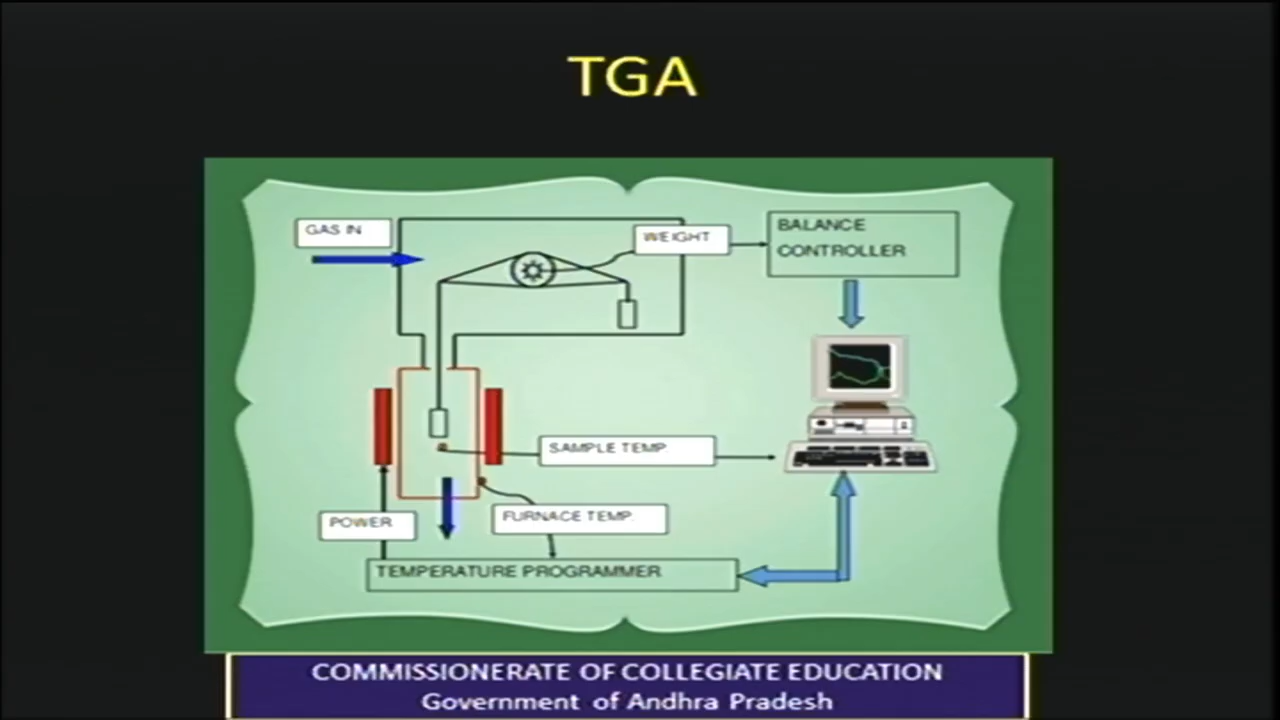 TGA
GAS IN
WEIGHT
BALANCE
CONTROLLER
SAMPLE TEMP
POWER
FURNACE TEMP.
TEMPERATURE PROGRAMMER
COMMISSIONERATE OF COLLEGIATE EDUCATION
Government of Andhra Pradesh